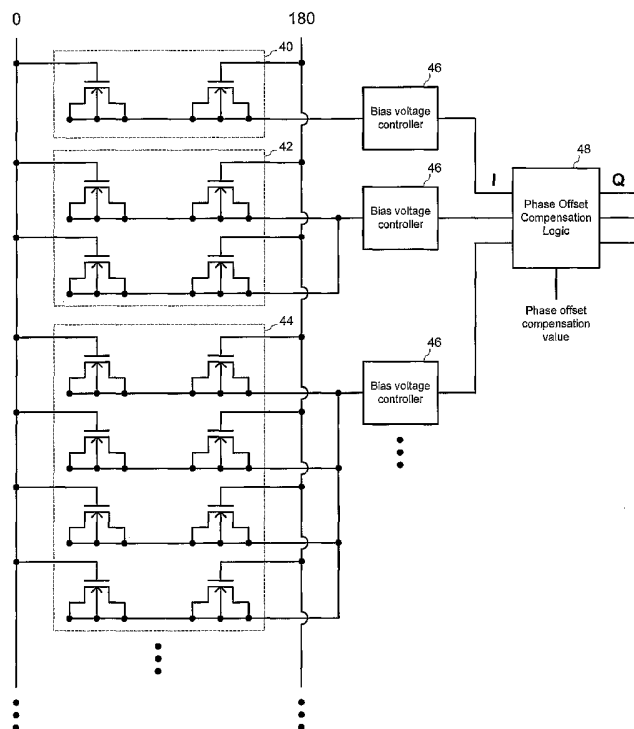 0
180
40
46
Bias voltage
controller
42
46
Bias voltage
controller
I
48
Q
Phase Offset
Compensation
Logic
Phase offset
compensation
value
44
46
Bias voltage
controller